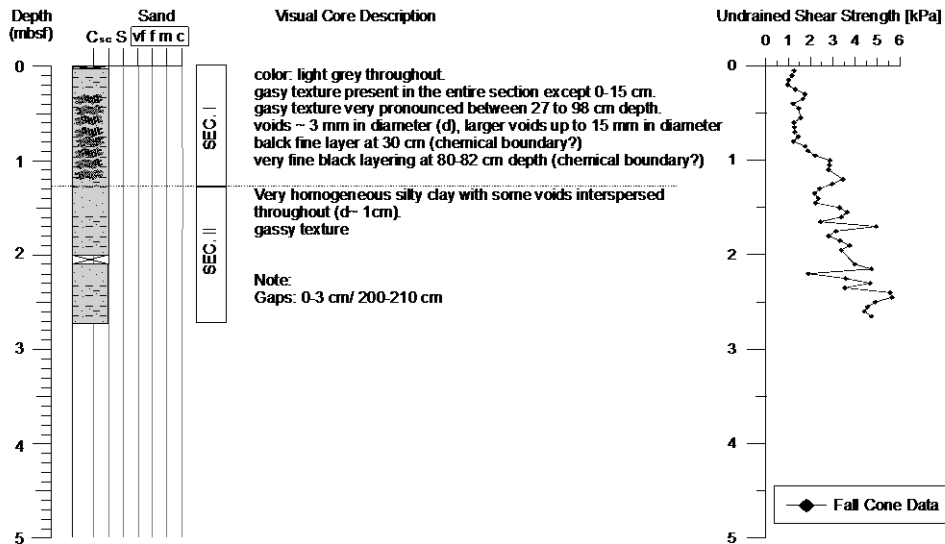 Depth
(mbsf)
Sand
Csc S vf f m c
Visual Core Description
Undrained Shear Strength [kPa]
0 1 2 3 4 5 6
0
1
2
3
4
5
SEC. I
SEC. II
color: light grey throughout.
gasy texture present in the entire section except 0-15 cm.
gasy texture very pronounced between 27 to 98 cm depth.
voids ~ 3 mm in diameter (d), larger voids up to 15 mm in diameter
balck fine layer at 30 cm (chemical boundary?)
very fine black layering at 80-82 cm depth (chemical boundary?)
Very homogeneous silly clay with some voids interspersed
throughout (d~ 1cm).
gassy texture
Note:
Gaps: 0-3 cm/ 200-210 cm
0
1
2
3
4
5
Fall Cone Data